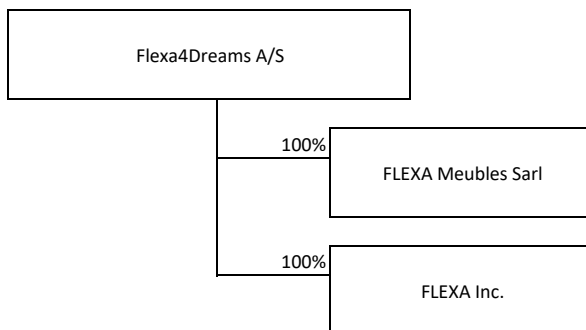 Flexa4Dreams A/S
100%
FLEXA Meubles Sarl
100%
FLEXA Inc.